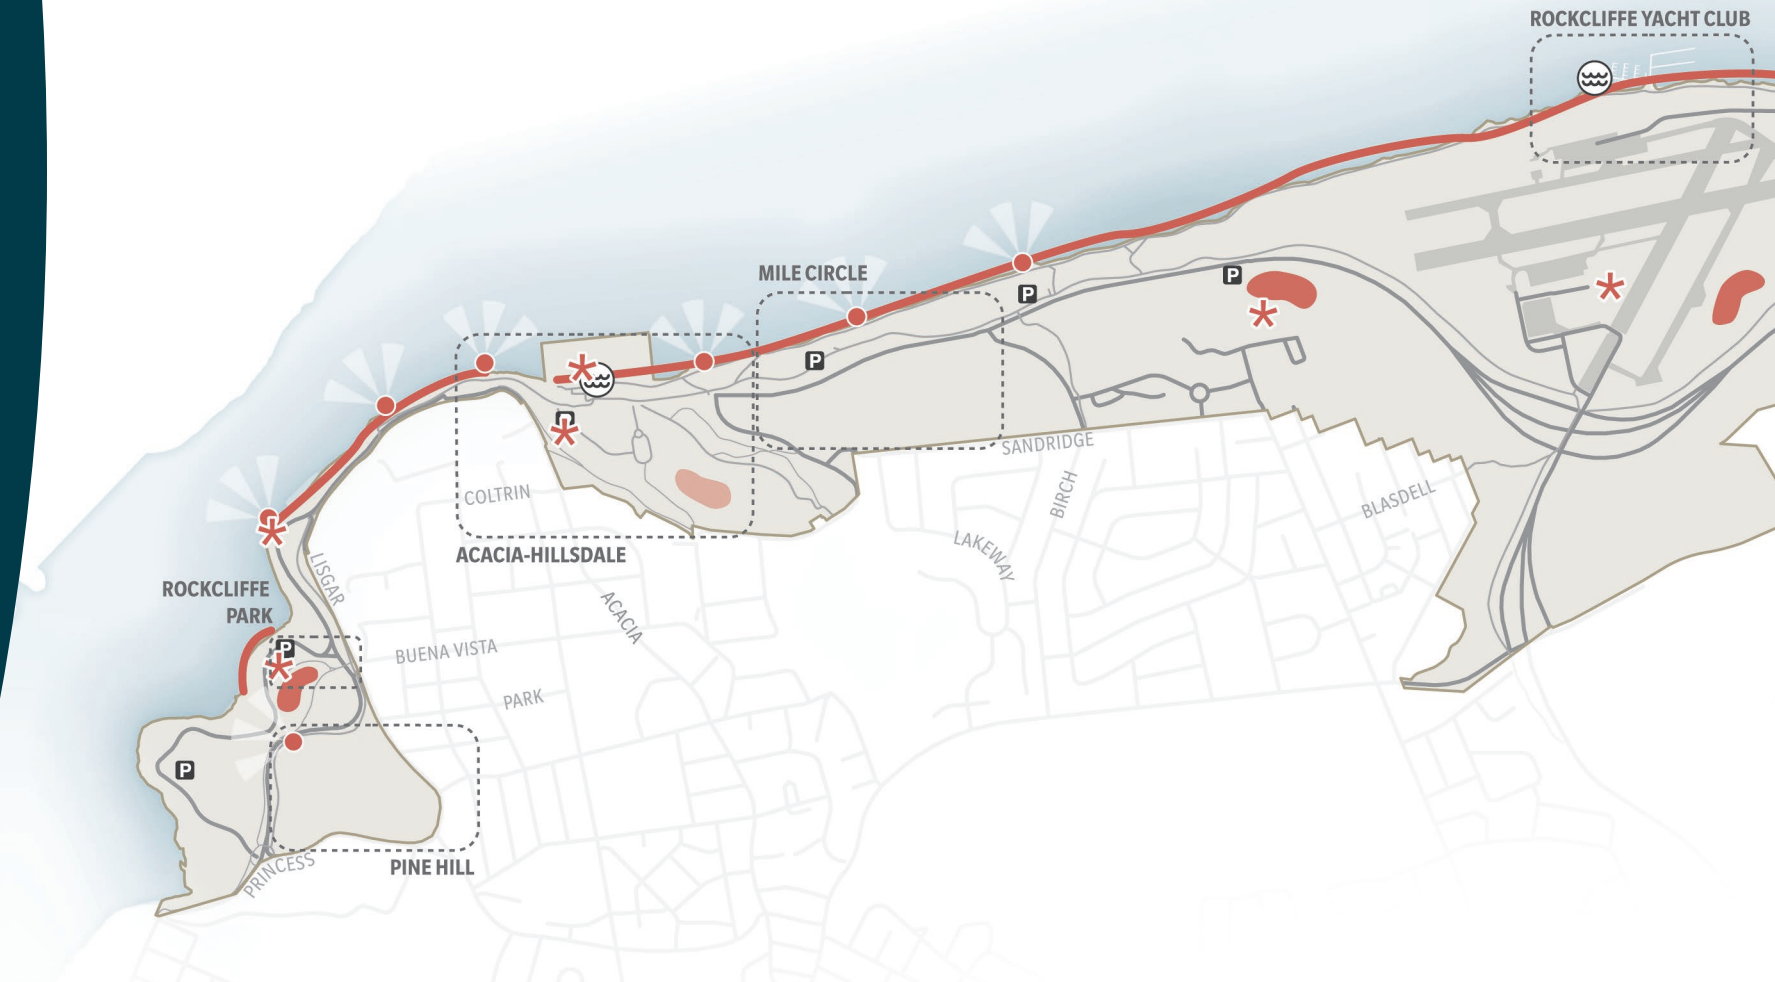 ROCKCLIFFE YACHT CLUB
MILE CIRCLE
P
P
P
P
SANDRIDGE
COLTRIN
BIRCH
BLASDELL
ACACIA-HILLSDALE
LAKEWAY
LISGAR
ROCKCLIFFE
PARK
ACACIA
P
BUENA VISTA
PARK
P
PRINCESS
PINE HILL